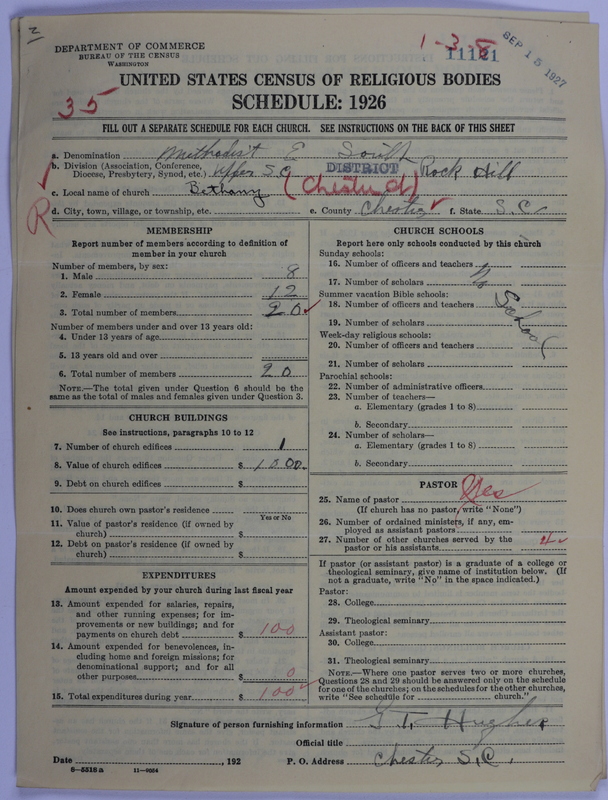 2
DEPARTMENT OF COMMERCE
BUREAU OF THE CENSUS
WASHINGTON
1-3-8
11121
SEP 15 1927
UNITED STATES CENSUS OF RELIGIOUS BODIES
35
SCHEDULE: 1926
FILL OUT A SEPARATE SCHEDULE FOR EACH CHURCH. SEE INSTRUCTIONS ON THE BACK OF THIS SHEET
a. Denomination Methodist E South
b. Division (Association, Conference, Diocese, Presbytery, Synod, etc.) Upper S.C. DISTRICT Rock Hill
c. Local name of church Bethany
R
d. City, town, village, or township, etc. e. County Chester f. State S.C.
MEMBERSHIP
Report number of members according to definition of
member in your church
Number of members, by sex:
1. Male 8
2. Female 12
3. Total number of members 20
Number of members under and over 13 years old:
4. Under 13 years of age
5. 13 years old and over
6. Total number of members 20
NOTE.—The total given under Question 6 should be the
same as the total of males and females given under Question 3.
CHURCH BUILDINGS
See instructions, paragraphs 10 to 12
7. Number of church edifices 1
8. Value of church edifices $ 1000.
9. Debt on church edifices $
10. Does church own pastor's residence
Yes or No
11. Value of pastor's residence (if owned by
church) $
12. Debt on pastor's residence (if owned by
church) $
EXPENDITURES
Amount expended by your church during last fiscal year
13. Amount expended for salaries, repairs,
and other running expenses; for im-
provements or new buildings; and for
payments on church debt $ 100
14. Amount expended for benevolences, in-
cluding home and foreign missions; for
denominational support; and for all
other purposes $ 0
15. Total expenditures during year $ 100
CHURCH SCHOOLS
Report here only schools conducted by this church
Sunday schools:
16. Number of officers and teachers
17. Number of scholars No School
Summer vacation Bible schools:
18. Number of officers and teachers
19. Number of scholars
Week-day religious schools:
20. Number of officers and teachers
21. Number of scholars
Parochial schools:
22. Number of administrative officers
23. Number of teachers—
a. Elementary (grades 1 to 8)
b. Secondary
24. Number of scholars—
a. Elementary (grades 1 to 8)
b. Secondary
PASTOR
25. Name of pastor Yes
(If church has no pastor, write "None")
26. Number of ordained ministers, if any, em-
ployed as assistant pastors
27. Number of other churches served by the
pastor or his assistants
If pastor (or assistant pastor) is a graduate of a college or
theological seminary, give name of institution below. (If
not a graduate, write "No" in the space indicated.)
Pastor:
28. College
29. Theological seminary
Assistant pastor:
30. College
31. Theological seminary
NOTE.—Where one pastor serves two or more churches,
Questions 28 and 29 should be answered only on the schedule
for one of the churches; on the schedules for the other churches,
write "See schedule for church."
Signature of person furnishing information G. T. Hughes
Official title
Date , 192 P. O. Address Chester S.C.
6-5518 a 11-9064